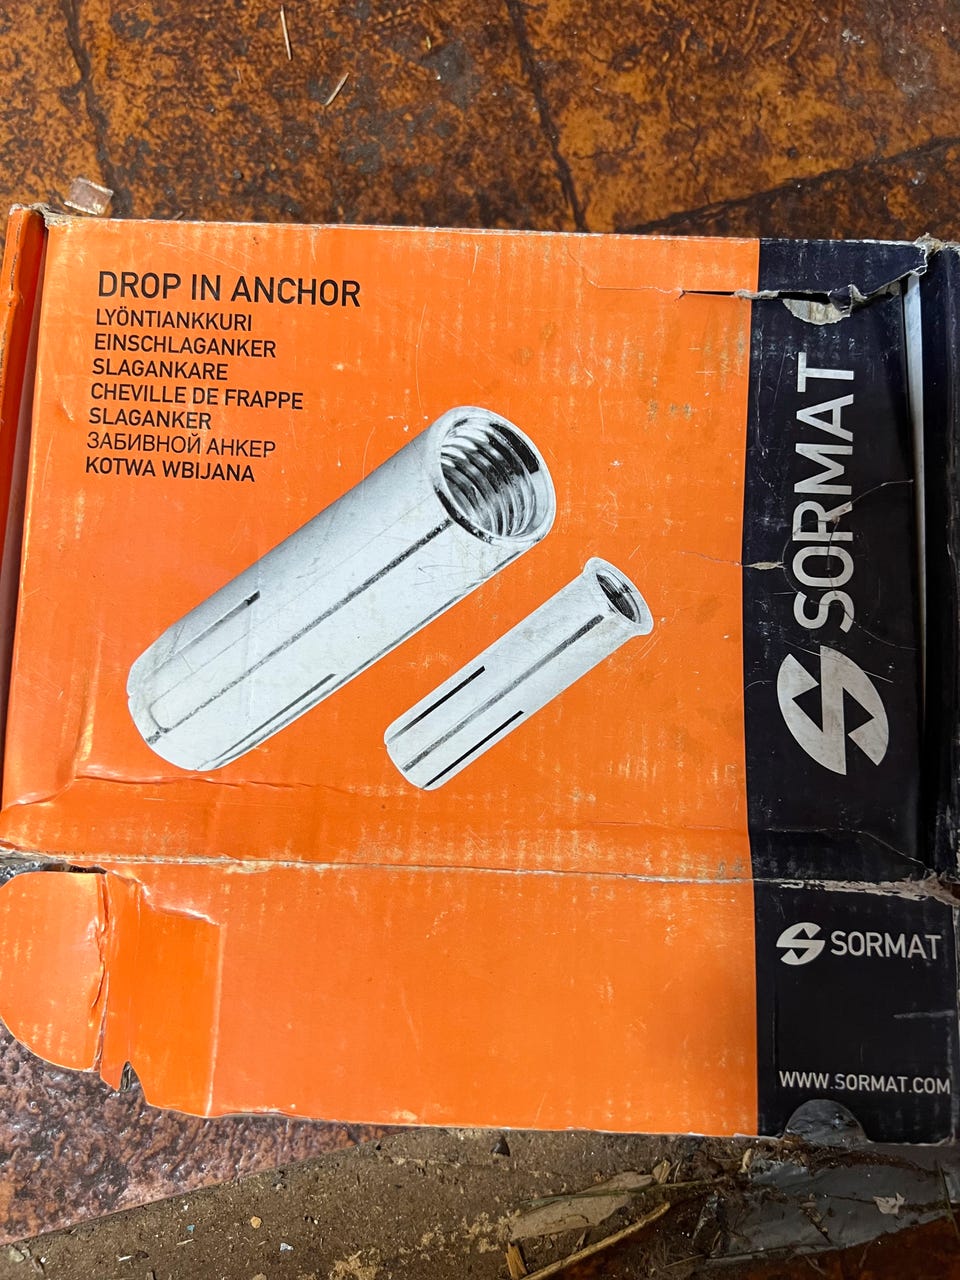 DROP IN ANCHOR
LYÖNTIANKKURI
EINSCHLAGANKER
SLAGANKARE
CHEVILLE DE FRAPPE
SLAGANKER
ЗАБИВНОЙ АНКЕР
KOTWA WBIJANA
SORMAT
SORMAT
WWW.SORMAT.COM